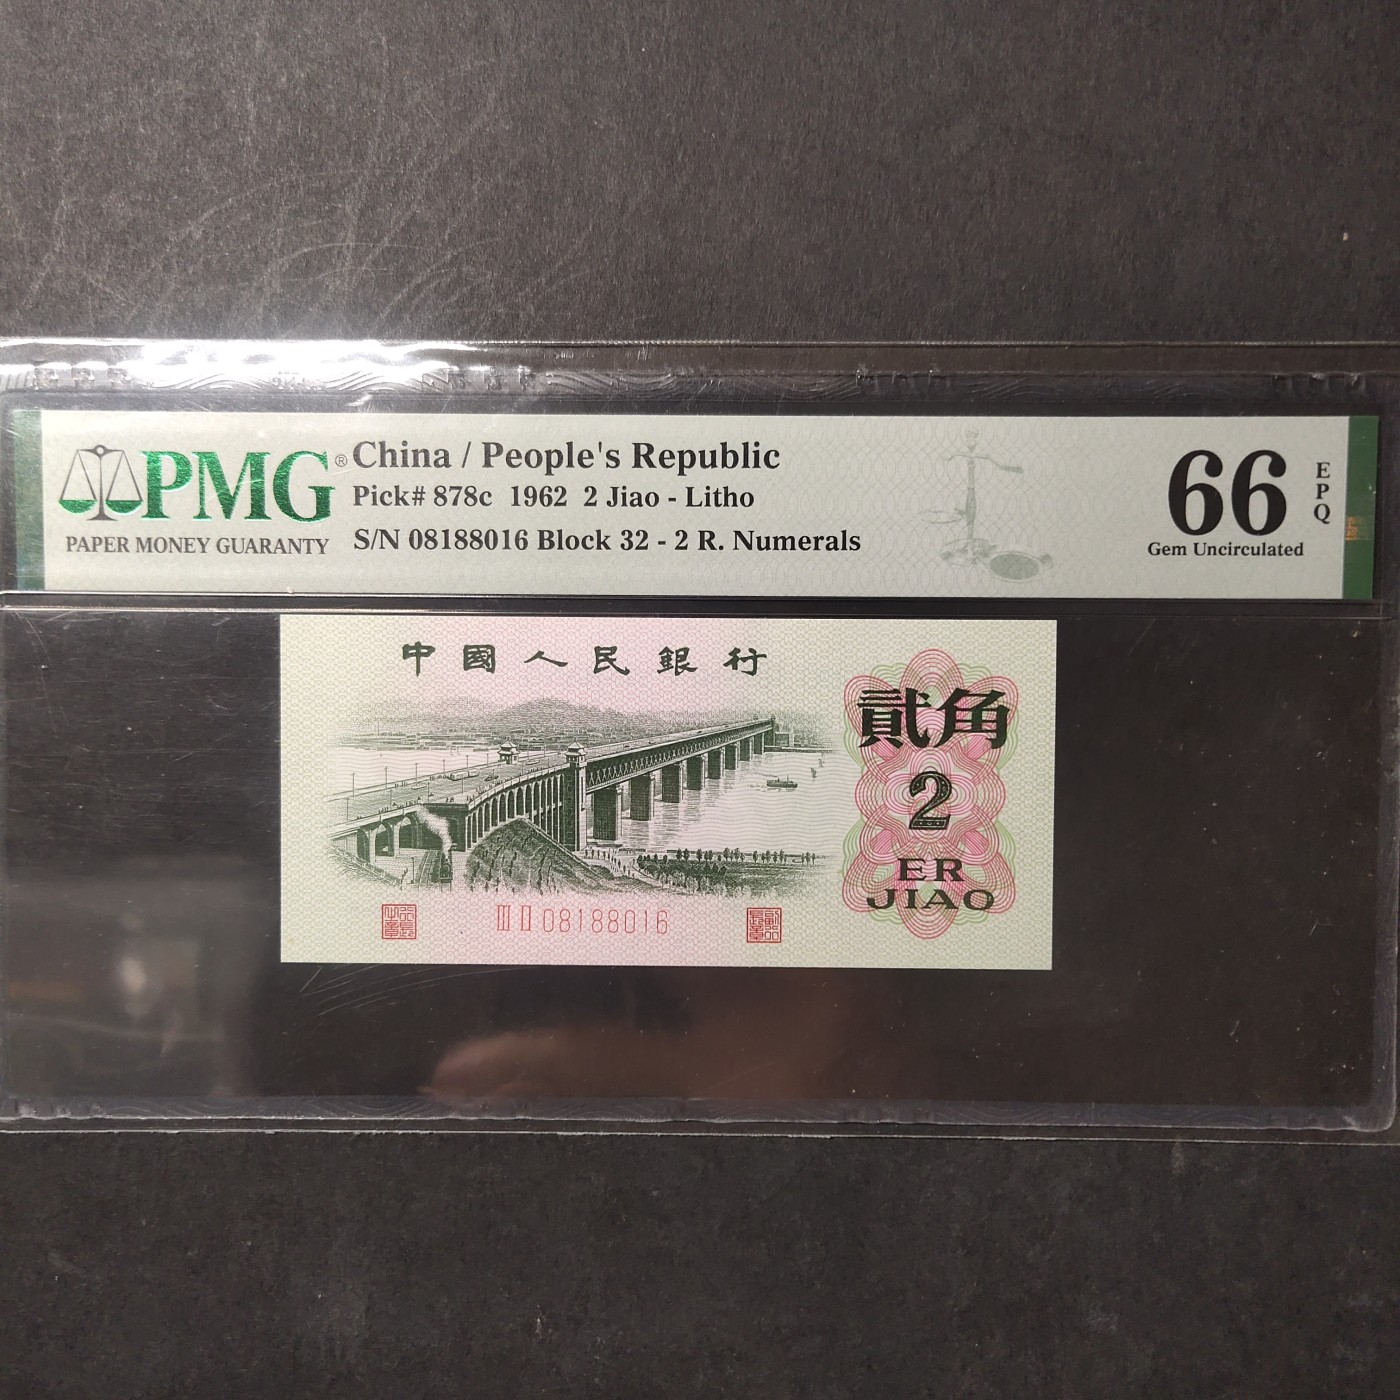 PMG®
PAPER MONEY GUARANTY
China / People's Republic
Pick# 878c 1962 2 Jiao - Litho
S/N 08188016 Block 32 - 2 R. Numerals
66
EPQ
Gem Uncirculated
中國人民銀行
貳角
2
ER
JIAO
III II 08188016